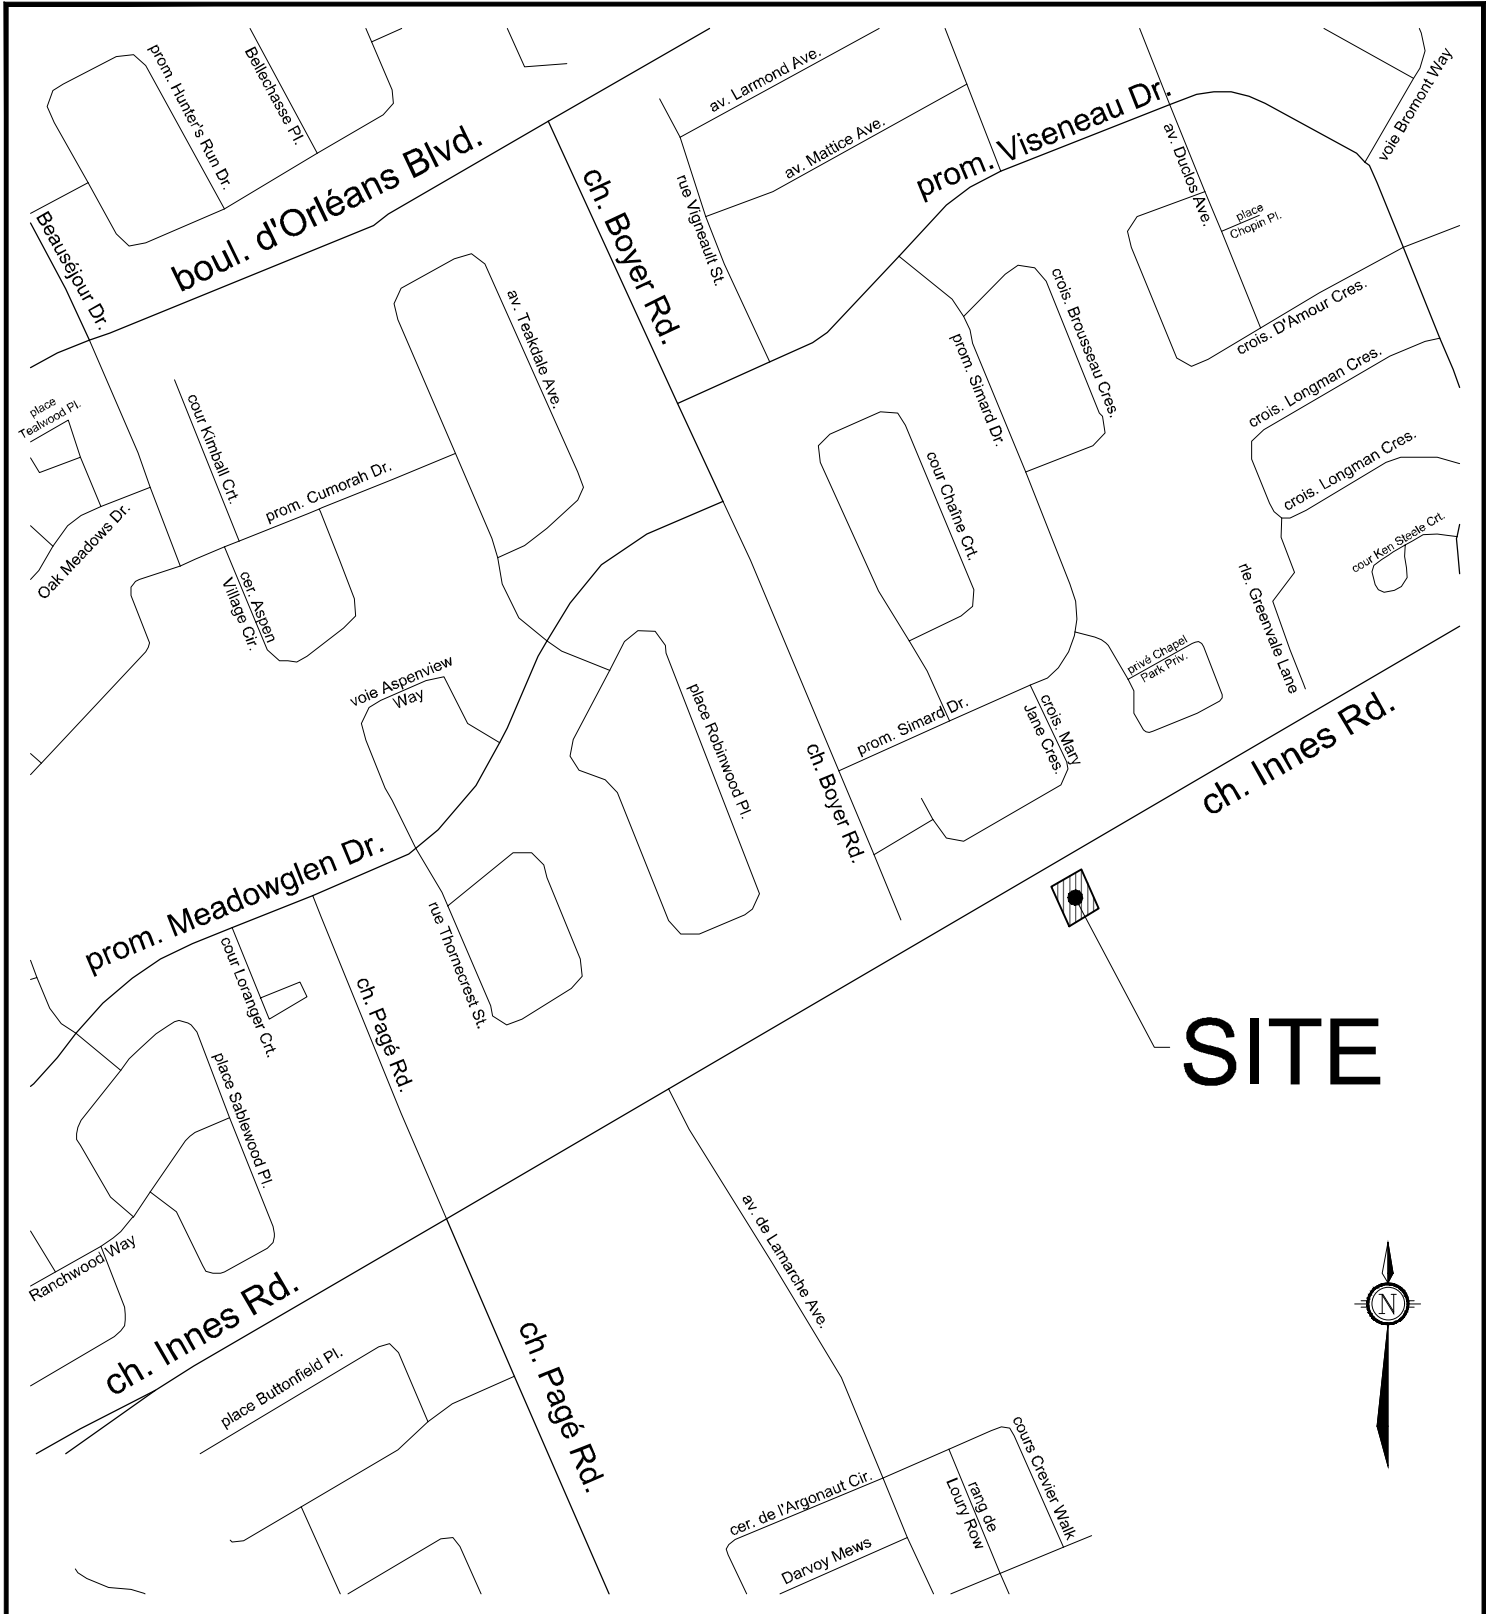 prom. Hunter's Run Dr.
Bellechasse Pl.
av. Larmond Ave.
av. Mattice Ave.
prom. Viseneau Dr.
voie Bromont Way
boul. d'Orléans Blvd.
ch. Boyer Rd.
rue Vigneault St.
av. Duclos Ave.
place
Chopin Pl.
Beauséjour Dr.
av. Teakdale Ave.
crois. Brousseau Cres.
prom. Simard Dr.
crois. D'Amour Cres.
crois. Longman Cres.
place
Tealwood Pl.
cour Kimball Crt.
prom. Cumorah Dr.
cour Chaîne Crt.
crois. Longman Cres.
cour Ken Steele Crt.
Oak Meadows Dr.
cer. Aspen
Village Cir.
rle. Greenvale Lane
privé Chapel
Park Priv.
voie Aspenview
Way
place Robinwood Pl.
prom. Simard Dr.
crois. Mary
Jane Cres.
ch. Boyer Rd.
ch. Innes Rd.
prom. Meadowglen Dr.
rue Thornecrest St.
cour Loranger Crt.
ch. Pagé Rd.
SITE
place Sablewood Pl.
av. de Lamarche Ave.
Ranchwood Way
ch. Innes Rd.
N
place Buttonfield Pl.
ch. Pagé Rd.
cer. de l'Argonaut Cir.
rang de
Loury Row
cours Crevier Walk
Darvoy Mews